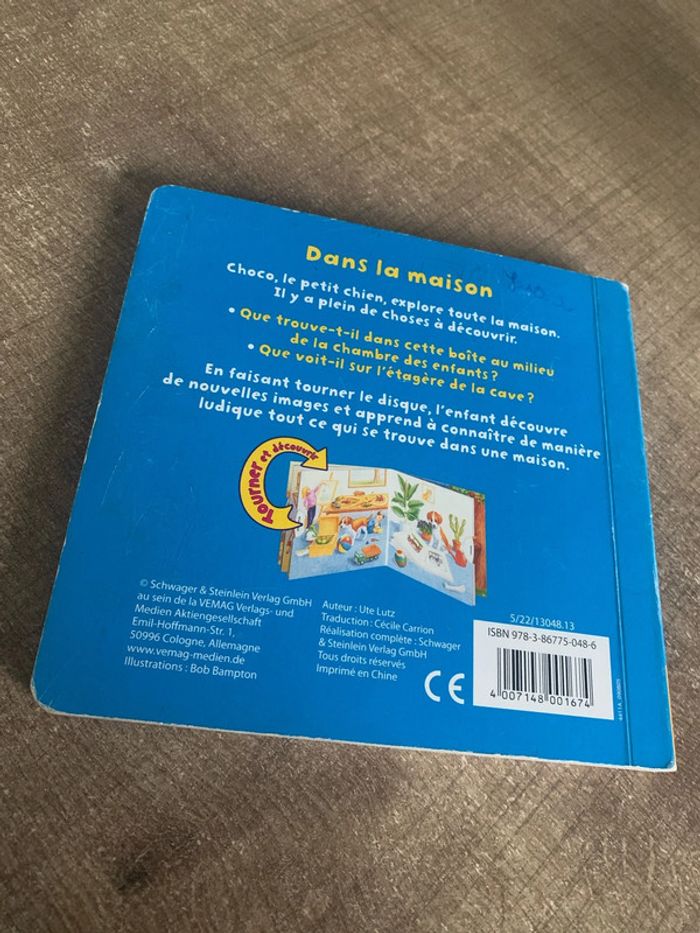 Dans la maison
Choco, le petit chien, explore toute la maison.
Il y a plein de choses à découvrir.
• Que trouve-t-il dans cette boîte au milieu
de la chambre des enfants ?
• Que voit-il sur l'étagère de la cave ?
En faisant tourner le disque, l'enfant découvre
de nouvelles images et apprend à connaître de manière
ludique tout ce qui se trouve dans une maison.
Tourner et découvrir
© Schwager & Steinlein Verlag GmbH
au sein de la VEMAG Verlags- und
Medien Aktiengesellschaft
Emil-Hoffmann-Str. 1,
50996 Cologne, Allemagne
www.vemag-medien.de
Illustrations : Bob Bampton
Auteur : Ute Lutz
Traduction : Cécile Carrion
Réalisation complète : Schwager
& Steinlein Verlag GmbH
Tous droits réservés
Imprimé en Chine
CE
5/22/13048.13
ISBN 978-3-86775-048-6
4 007148 001674